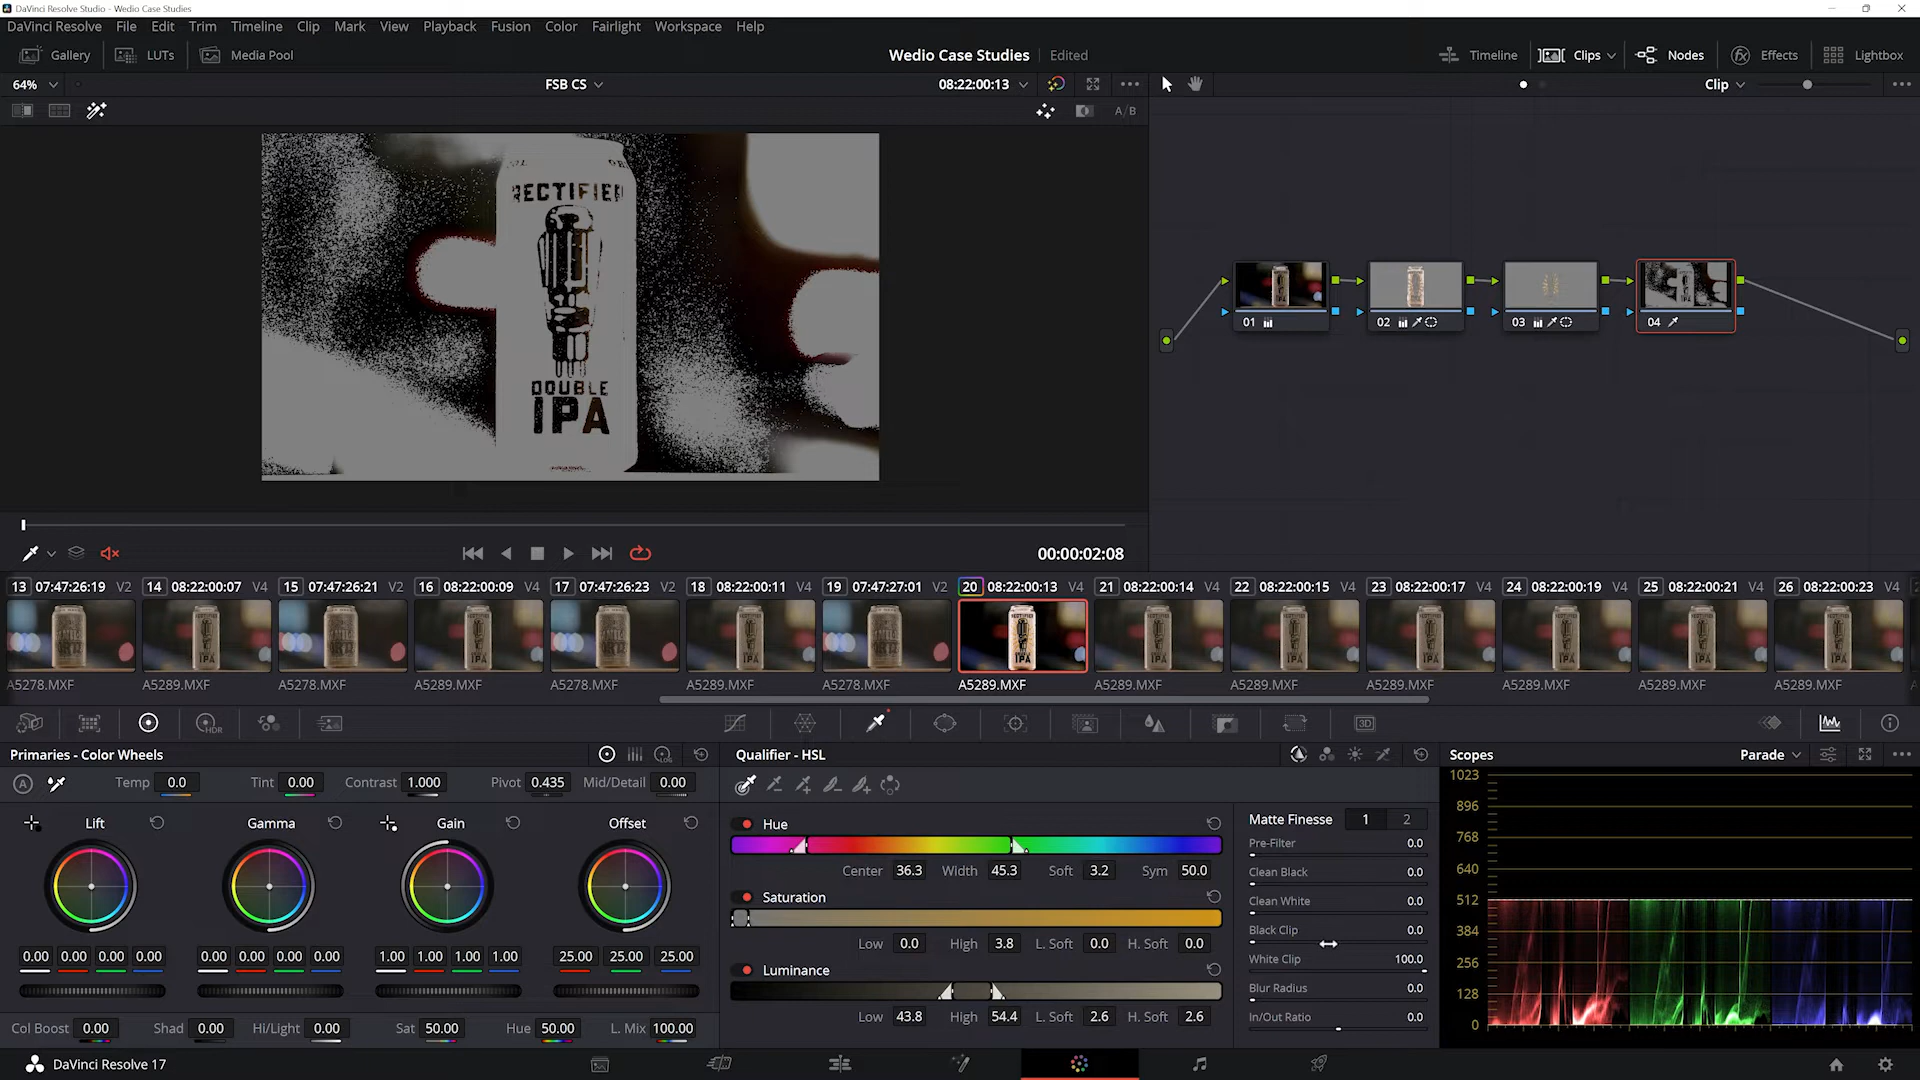 DaVinci Resolve Studio - Wedio Case Studies
DaVinci Resolve File Edit Trim Timeline Clip Mark View Playback Fusion Color Fairlight Workspace Help
Gallery LUTs Media Pool Wedio Case Studies Edited Timeline Clips Nodes Effects Lightbox
64% FSB CS 08:22:00:13 Clip
A/B
RECTIFIER
DOUBLE
IPA
01 02 03 04
00:00:02:08
13 07:47:26:19 V2 14 08:22:00:07 V4 15 07:47:26:21 V2 16 08:22:00:09 V4 17 07:47:26:23 V2 18 08:22:00:11 V4 19 07:47:27:01 V2 20 08:22:00:13 V4 21 08:22:00:14 V4 22 08:22:00:15 V4 23 08:22:00:17 V4 24 08:22:00:19 V4 25 08:22:00:21 V4 26 08:22:00:23 V4
A5278.MXF A5289.MXF A5278.MXF A5289.MXF A5278.MXF A5289.MXF A5278.MXF A5289.MXF A5289.MXF A5289.MXF A5289.MXF A5289.MXF A5289.MXF A5289.MXF
HDR 3D
Primaries - Color Wheels LOG
A Temp 0.0 Tint 0.00 Contrast 1.000 Pivot 0.435 Mid/Detail 0.00
Lift Gamma Gain Offset
0.00 0.00 0.00 0.00 0.00 0.00 0.00 0.00 1.00 1.00 1.00 1.00 25.00 25.00 25.00
Col Boost 0.00 Shad 0.00 Hi/Light 0.00 Sat 50.00 Hue 50.00 L. Mix 100.00
Qualifier - HSL
Hue
Center 36.3 Width 45.3 Soft 3.2 Sym 50.0
Saturation
Low 0.0 High 3.8 L. Soft 0.0 H. Soft 0.0
Luminance
Low 43.8 High 54.4 L. Soft 2.6 H. Soft 2.6
Matte Finesse 1 2
Pre-Filter 0.0
Clean Black 0.0
Clean White 0.0
Black Clip 0.0
White Clip 100.0
Blur Radius 0.0
In/Out Ratio 0.0
Scopes Parade
1023
896
768
640
512
384
256
128
0
DaVinci Resolve 17